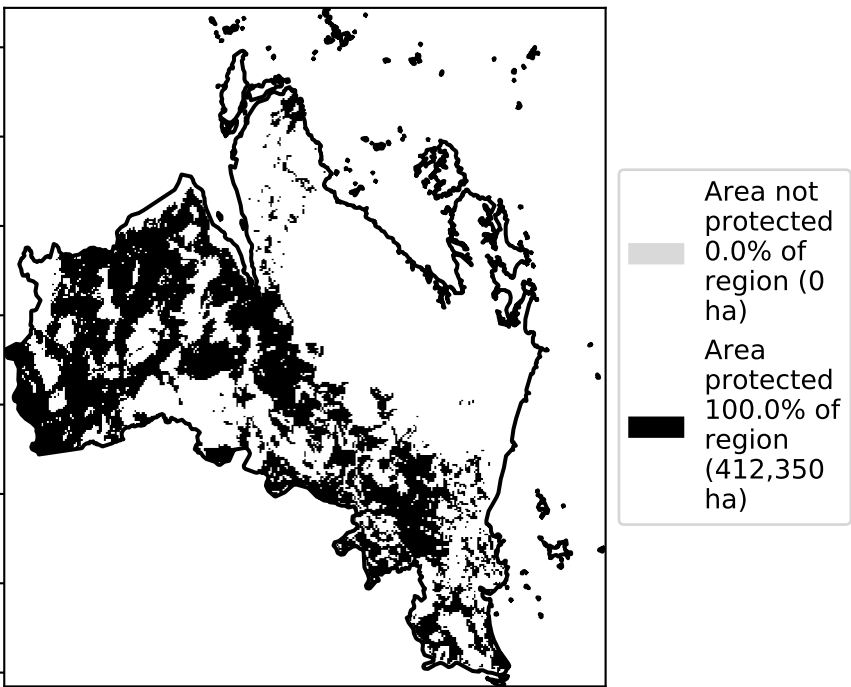 Area not
protected
0.0% of
region (0
ha)
Area
protected
100.0% of
region
(412,350
ha)